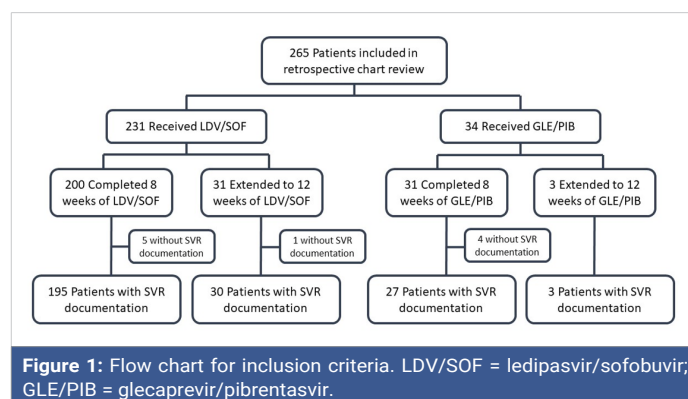 265 Patients included in
retrospective chart review
231 Received LDV/SOF
34 Received GLE/PIB
200 Completed 8
weeks of LDV/SOF
31 Extended to 12
weeks of LDV/SOF
31 Completed 8
weeks of GLE/PIB
3 Extended to 12
weeks of GLE/PIB
5 without SVR
documentation
1 without SVR
documentation
4 without SVR
documentation
195 Patients with SVR
documentation
30 Patients with SVR
documentation
27 Patients with SVR
documentation
3 Patients with SVR
documentation
Figure 1: Flow chart for inclusion criteria. LDV/SOF = ledipasvir/sofobuvir;
GLE/PIB = glecaprevir/pibrentasvir.